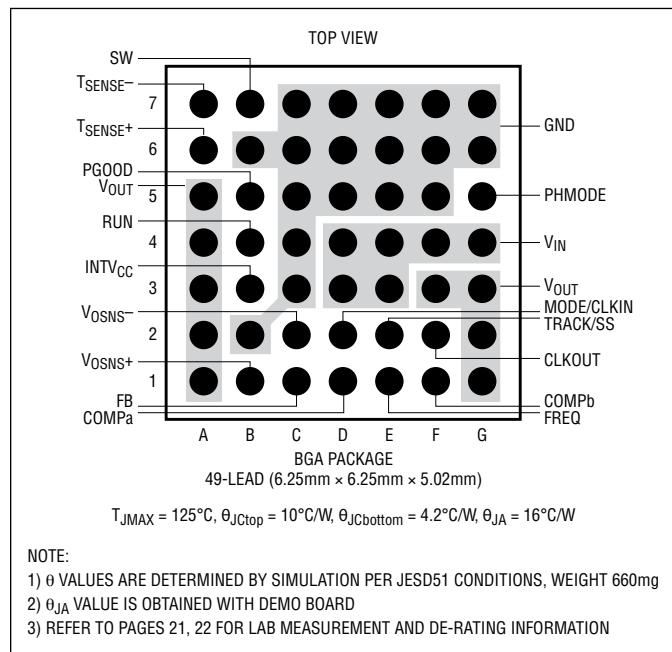 TOP VIEW
SW
TSENSE–
7
TSENSE+
GND
6
PGOOD
VOUT
5
PHMODE
RUN
4
VIN
INTVCC
3
VOUT
VOSNS–
MODE/CLKIN
TRACK/SS
2
CLKOUT
VOSNS+
1
FB
COMPb
COMPa
FREQ
A B C D E F G
BGA PACKAGE
49-LEAD (6.25mm × 6.25mm × 5.02mm)
TJMAX = 125°C, θJCtop = 10°C/W, θJCbottom = 4.2°C/W, θJA = 16°C/W
NOTE:
1) θ VALUES ARE DETERMINED BY SIMULATION PER JESD51 CONDITIONS, WEIGHT 660mg
2) θJA VALUE IS OBTAINED WITH DEMO BOARD
3) REFER TO PAGES 21, 22 FOR LAB MEASUREMENT AND DE-RATING INFORMATION